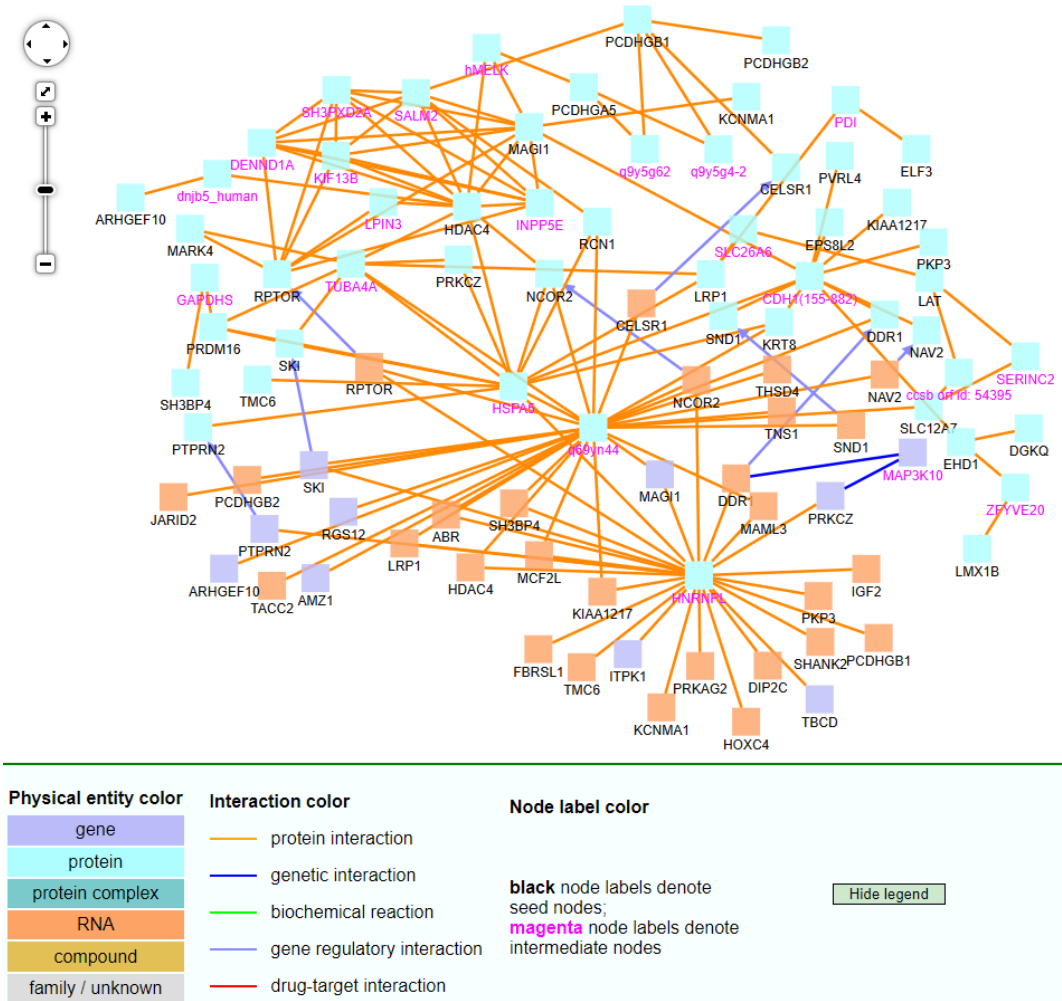 PCDHGB1
PCDHGB2
hMELK
SH3PXD2A
SALM2
PCDHGA5
KCNMA1
PDI
MAGI1
DENND1A
KIF13B
q9y5g62
q9y5g4-2
CELSR1
PVRL4
ELF3
dnjb5_human
ARHGEF10
LPIN3
HDAC4
INPP5E
RCN1
SLC26A6
EPS8L2
KIAA1217
MARK4
PKP3
GAPDHS
RPTOR
TUBA4A
PRKCZ
NCOR2
LRP1
CDH1(155-882)
LAT
CELSR1
PRDM16
SKI
SND1
KRT8
DDR1
NAV2
SERINC2
SH3BP4
TMC6
RPTOR
HSPA5
NCOR2
THSD4
NAV2
ccsb orf id: 54395
PTPRN2
q69yn44
TNS1
SND1
SLC12A7
EHD1
DGKQ
JARID2
PCDHGB2
SKI
MAGI1
DDR1
MAP3K10
PTPRN2
RGS12
ABR
SH3BP4
MAML3
PRKCZ
ZFYVE20
ARHGEF10
TACC2
AMZ1
LRP1
HDAC4
MCF2L
HNRNPL
IGF2
LMX1B
KIAA1217
PKP3
FBRSL1
TMC6
ITPK1
PRKAG2
DIP2C
SHANK2
PCDHGB1
KCNMA1
HOXC4
TBCD
Physical entity color
gene
protein
protein complex
RNA
compound
family / unknown
Interaction color
protein interaction
genetic interaction
biochemical reaction
gene regulatory interaction
drug-target interaction
Node label color
black node labels denote
seed nodes;
magenta node labels denote
intermediate nodes
Hide legend